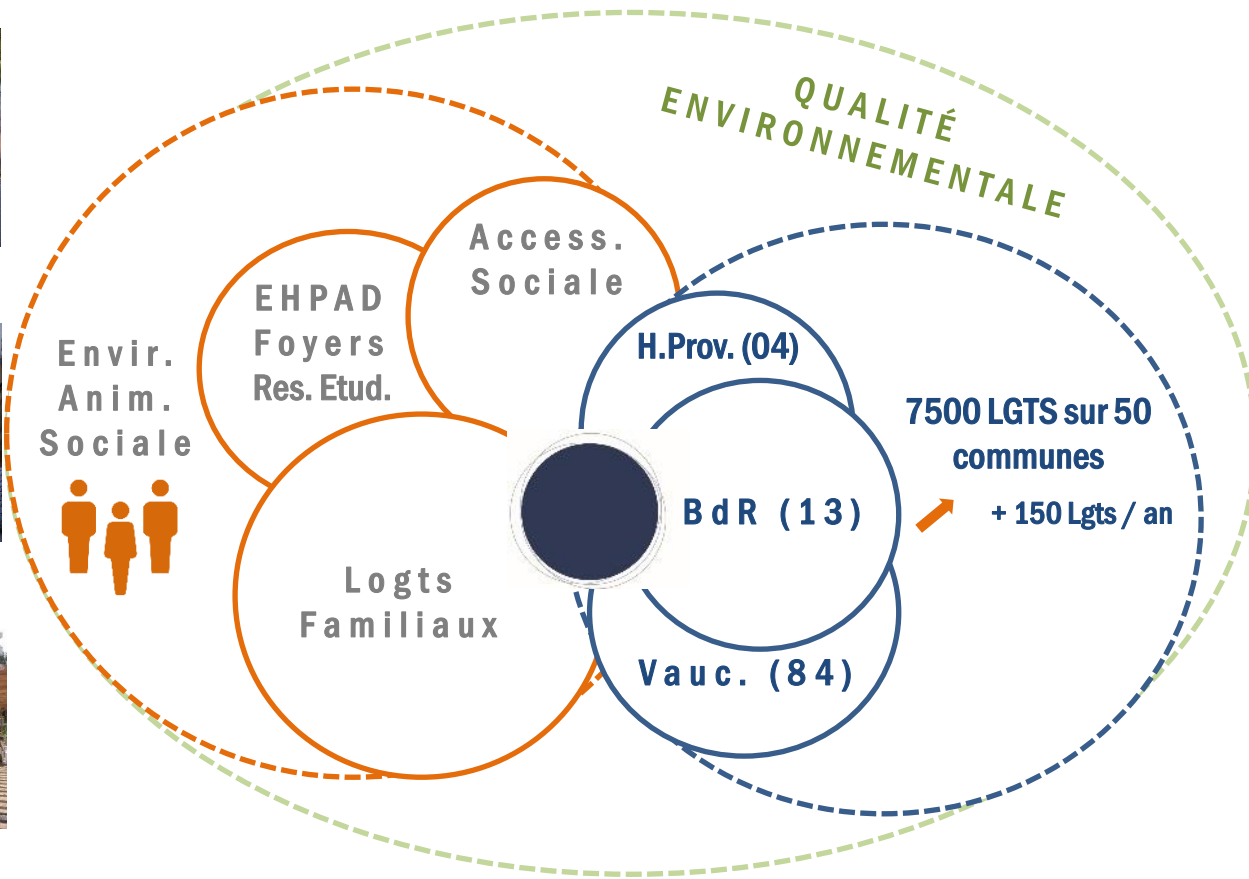 QUALITÉ
ENVIRONNEMENTALE
Access.
Sociale
EHPAD
Foyers
Res. Etud.
Envir.
Anim.
Sociale
Logts
Familiaux
H.Prov. (04)
BdR (13)
Vauc. (84)
7500 LGTS sur 50
communes
+ 150 Lgts / an